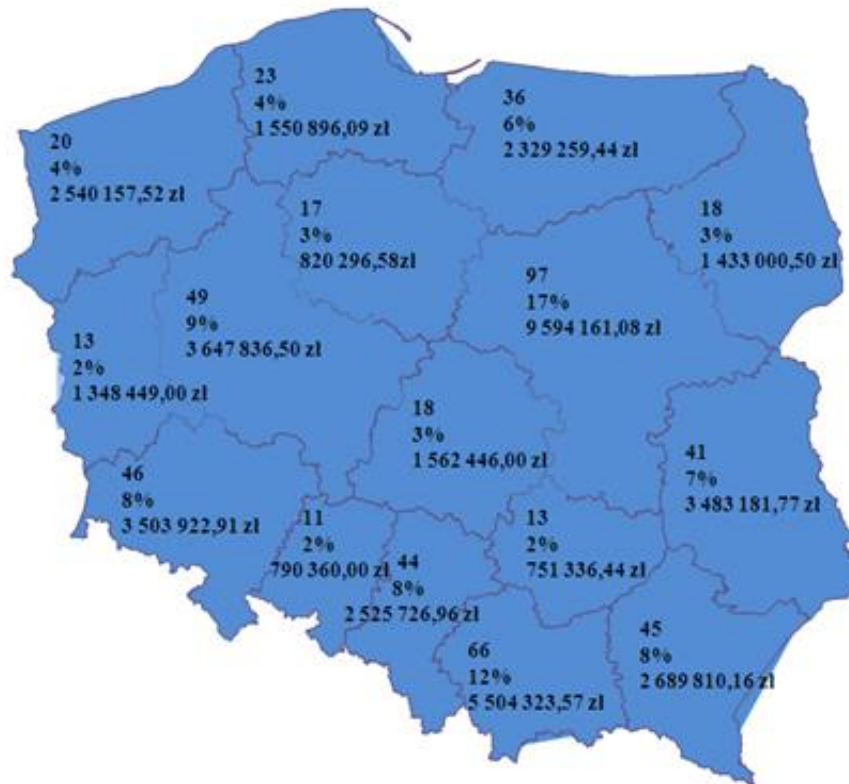 23
4%
1 550 896,09 zł
36
6%
2 329 259,44 zł
20
4%
2 540 157,52 zł
17
3%
820 296,58zł
18
3%
1 433 000,50 zł
97
17%
9 594 161,08 zł
49
9%
3 647 836,50 zł
13
2%
1 348 449,00 zł
18
3%
1 562 446,00 zł
41
7%
3 483 181,77 zł
46
8%
3 503 922,91 zł
11
2%
790 360,00 zł
44
8%
2 525 726,96 zł
13
2%
751 336,44 zł
66
12%
5 504 323,57 zł
45
8%
2 689 810,16 zł